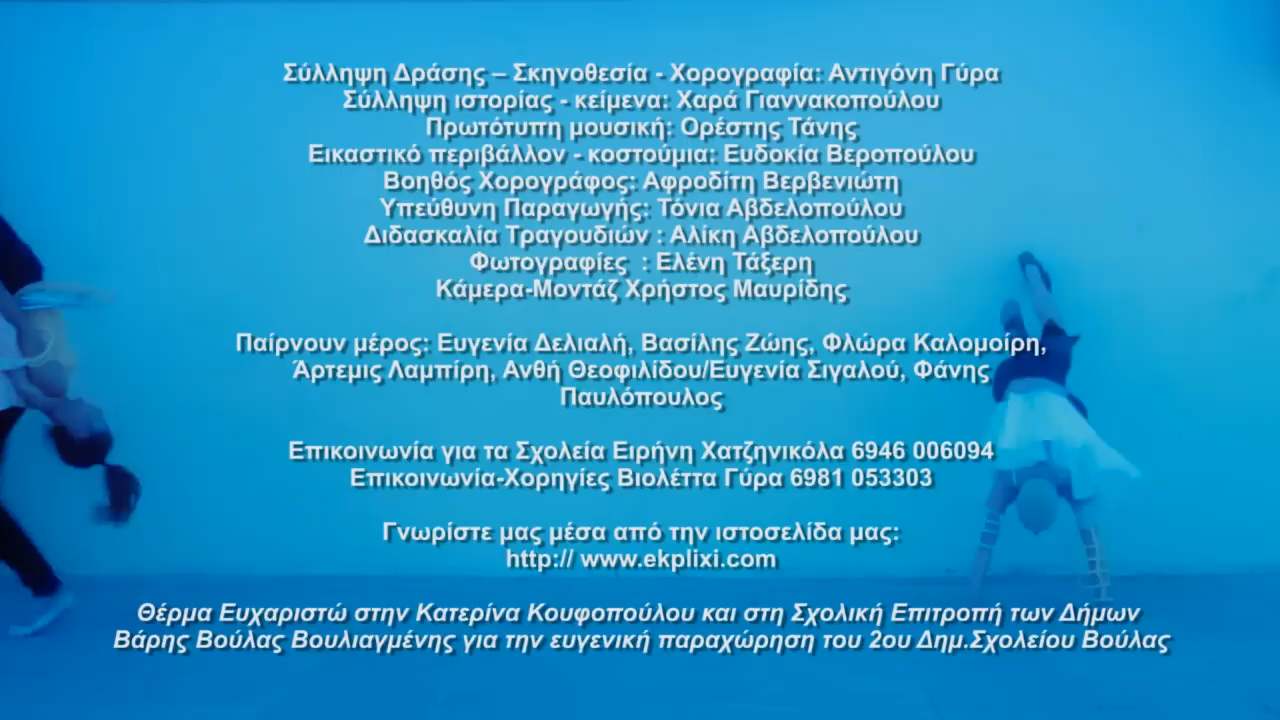 Σύλληψη Δράσης – Σκηνοθεσία - Χορογραφία: Αντιγόνη Γύρα
Σύλληψη ιστορίας - κείμενα: Χαρά Γιαννακοπούλου
Πρωτότυπη μουσική: Ορέστης Τάνης
Εικαστικό περιβάλλον - κοστούμια: Ευδοκία Βεροπούλου
Βοηθός Χορογράφος: Αφροδίτη Βερβενιώτη
Υπεύθυνη Παραγωγής: Τόνια Αβδελοπούλου
Διδασκαλία Τραγουδιών : Αλίκη Αβδελοπούλου
Φωτογραφίες : Ελένη Τάξερη
Κάμερα-Μοντάζ Χρήστος Μαυρίδης
Παίρνουν μέρος: Ευγενία Δελιαλή, Βασίλης Ζώης, Φλώρα Καλομοίρη,
Άρτεμις Λαμπίρη, Ανθή Θεοφιλίδου/Ευγενία Σιγαλού, Φάνης
Παυλόπουλος
Επικοινωνία για τα Σχολεία Ειρήνη Χατζηνικόλα 6946 006094
Επικοινωνία-Χορηγίες Βιολέττα Γύρα 6981 053303
Γνωρίστε μας μέσα από την ιστοσελίδα μας:
http:// www.ekplixi.com
Θέρμα Ευχαριστώ στην Κατερίνα Κουφοπούλου και στη Σχολική Επιτροπή των Δήμων
Βάρης Βούλας Βουλιαγμένης για την ευγενική παραχώρηση του 2ου Δημ.Σχολείου Βούλας